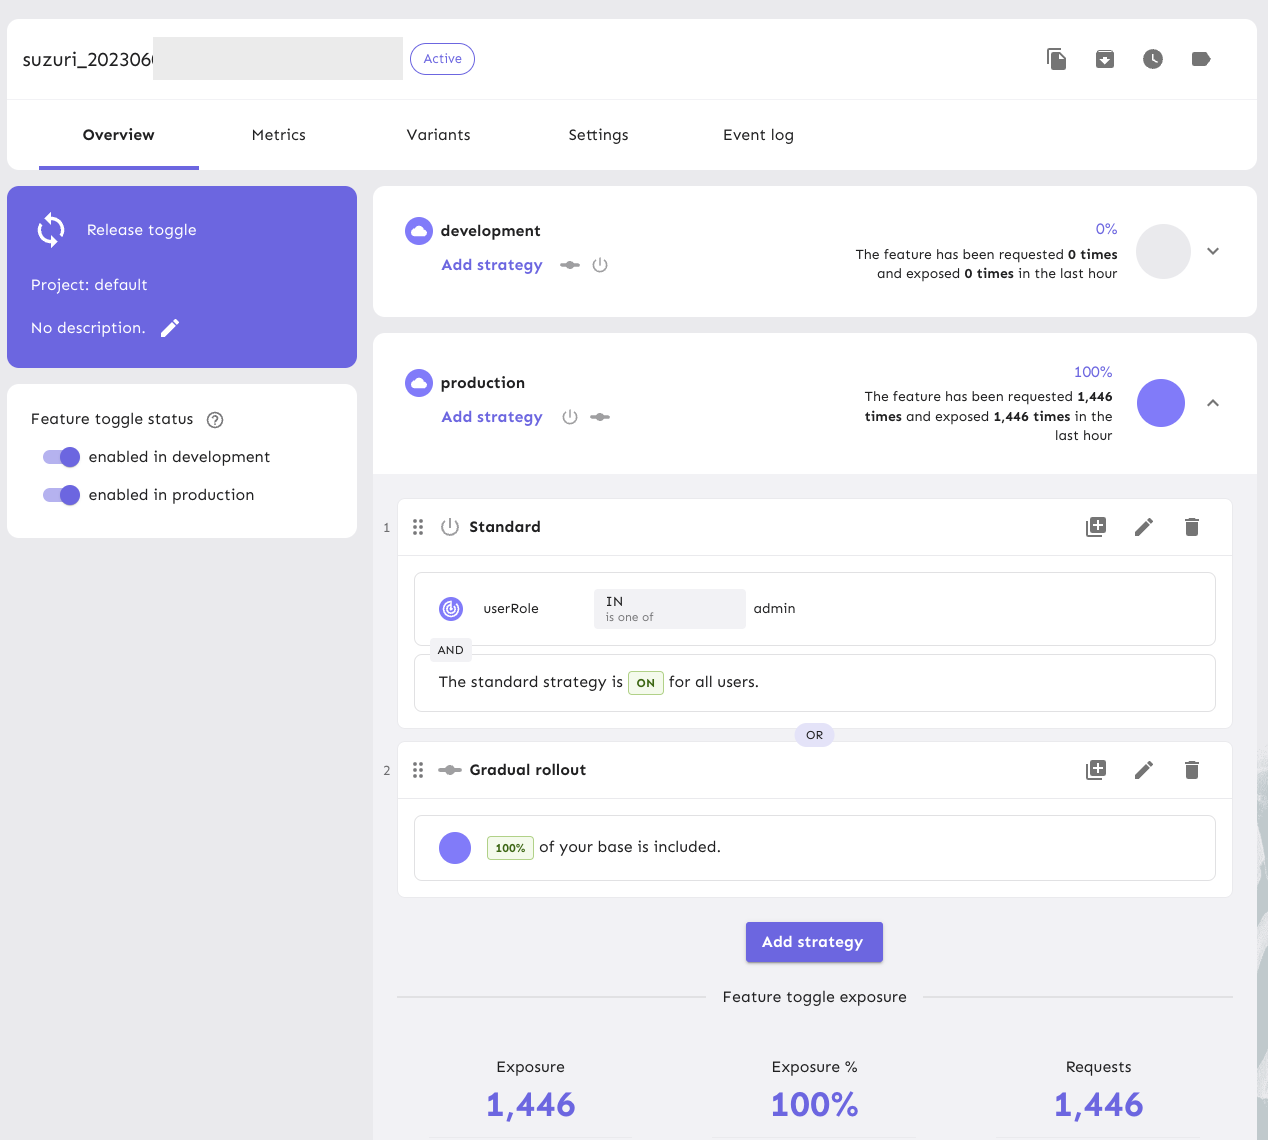 suzuri_202306
Active
Overview
Metrics
Variants
Settings
Event log
Release toggle
Project: default
No description.
Feature toggle status
enabled in development
enabled in production
development
Add strategy
0%
The feature has been requested 0 times
and exposed 0 times in the last hour
production
Add strategy
100%
The feature has been requested 1,446
times and exposed 1,446 times in the
last hour
1
Standard
userRole
IN
is one of
admin
AND
The standard strategy is ON for all users.
OR
2
Gradual rollout
100% of your base is included.
Add strategy
Feature toggle exposure
Exposure
1,446
Exposure %
100%
Requests
1,446